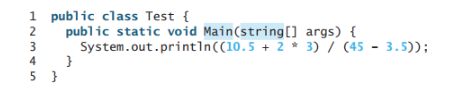 1 public class Test {
2   public static void Main(string[] args) {
3     System.out.println((10.5 + 2 * 3) / (45 – 3.5));
4   }
5 }